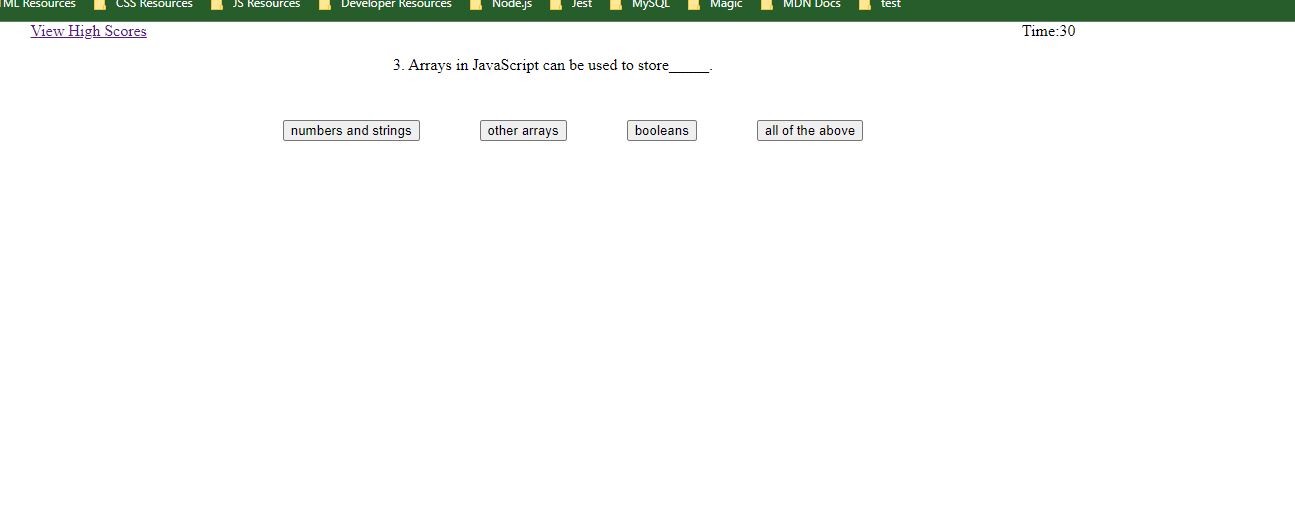 TML Resources CSS Resources JS Resources Developer Resources Node.js Jest MySQL Magic MDN Docs test
View High Scores Time:30
3. Arrays in JavaScript can be used to store_____.
numbers and strings other arrays booleans all of the above